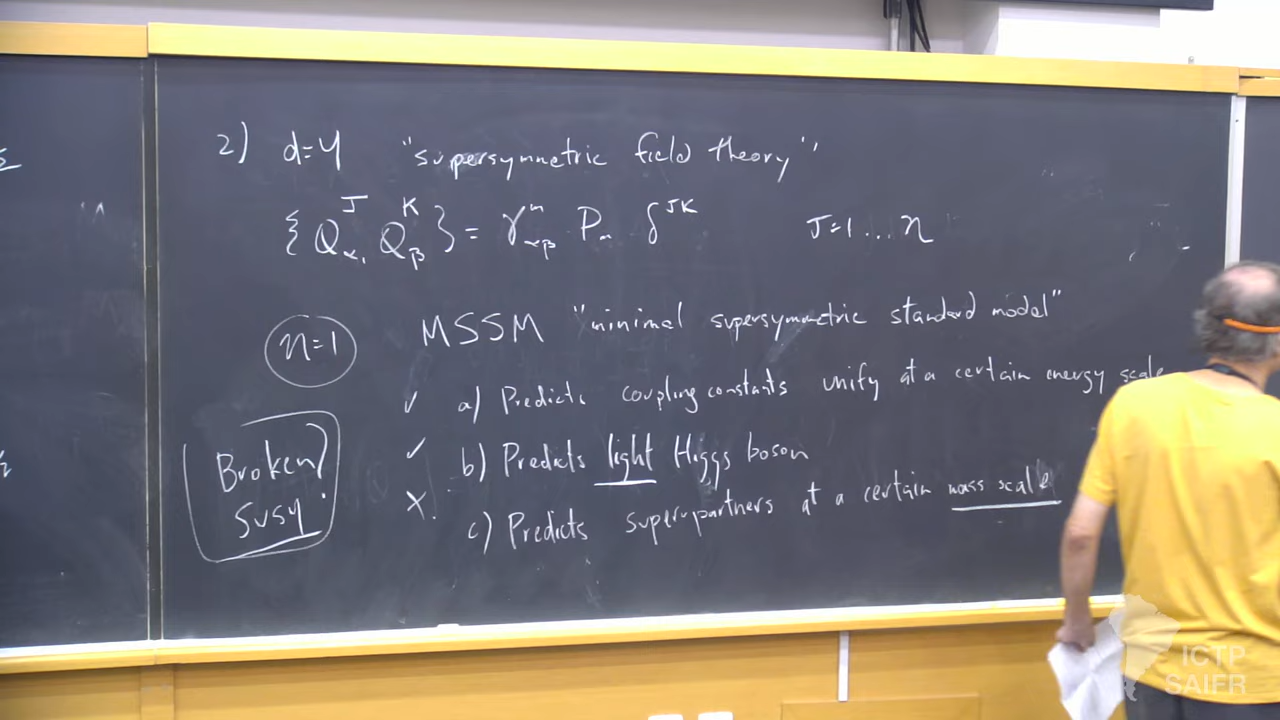 2) d=4 "supersymmetric field theory"
{Q^J_α, Q^K_β} = γ^m_αβ P_m δ^JK J=1...n
n=1 MSSM "minimal supersymmetric standard model"
✓ a) Predicts coupling constants unify at a certain energy scale
✓ b) Predicts light Higgs boson
x. c) Predicts superpartners at a certain mass scale
Broken?
Susy
ICTP
SAIFR